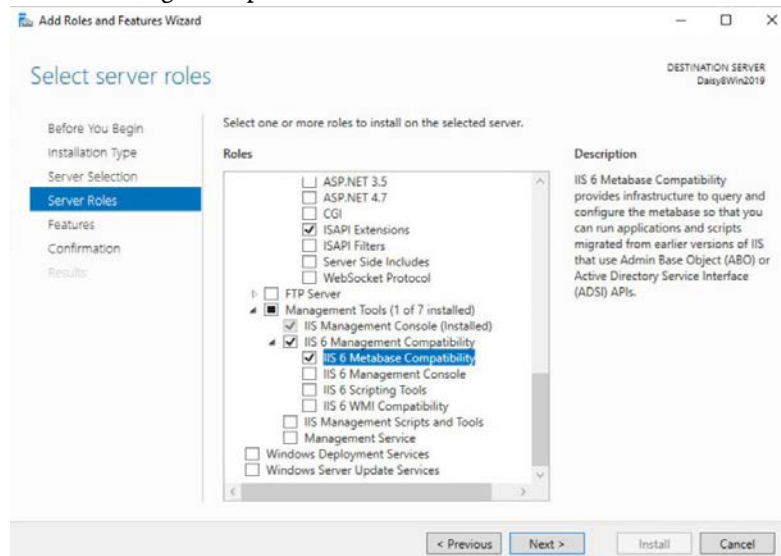 Add Roles and Features Wizard
Select server roles
DESTINATION SERVER
Daisy8Win2019
Before You Begin
Installation Type
Server Selection
Server Roles
Features
Confirmation
Results
Select one or more roles to install on the selected server.
Roles
ASP.NET 3.5
ASP.NET 4.7
CGI
ISAPI Extensions
ISAPI Filters
Server Side Includes
WebSocket Protocol
FTP Server
Management Tools (1 of 7 installed)
IIS Management Console (Installed)
IIS 6 Management Compatibility
IIS 6 Metabase Compatibility
IIS 6 Management Console
IIS 6 Scripting Tools
IIS 6 WMI Compatibility
IIS Management Scripts and Tools
Management Service
Windows Deployment Services
Windows Server Update Services
Description
IIS 6 Metabase Compatibility
provides infrastructure to query and
configure the metabase so that you
can run applications and scripts
migrated from earlier versions of IIS
that use Admin Base Object (ABO) or
Active Directory Service Interface
(ADSI) APIs.
< Previous
Next >
Install
Cancel